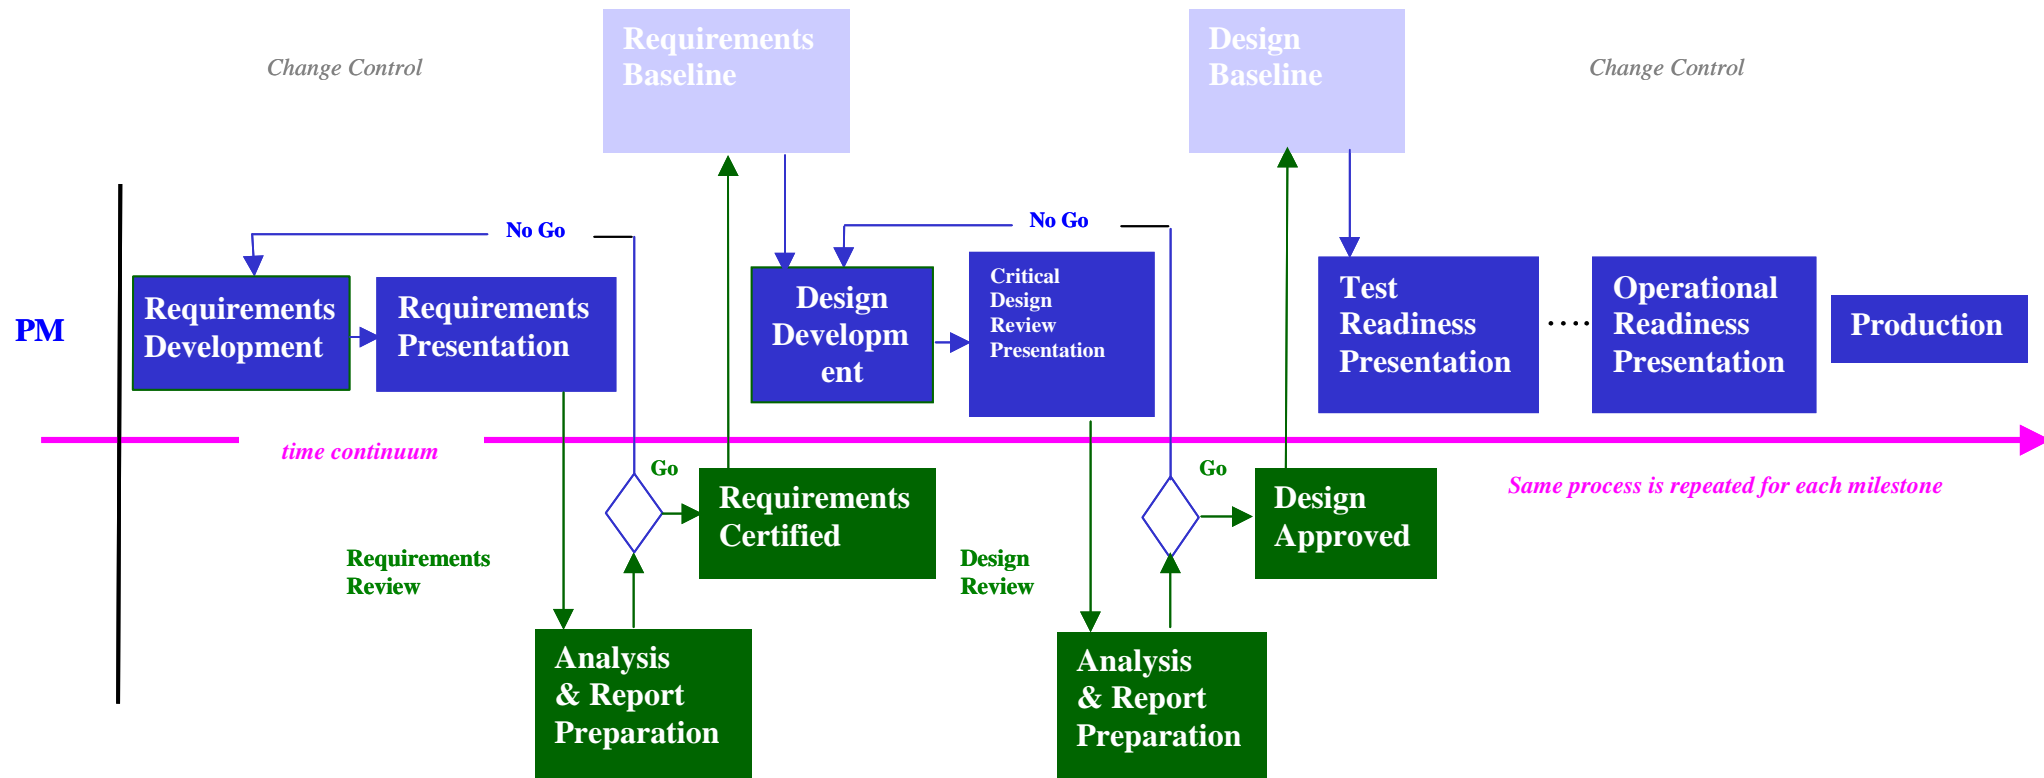 Requirements
Baseline
Design
Baseline
Change Control
Change Control
No Go
No Go
PM
Requirements
Development
Requirements
Presentation
Design
Developm
ent
Critical
Design
Review
Presentation
Test
Readiness
Presentation
....
Operational
Readiness
Presentation
Production
time continuum
Go
Go
Same process is repeated for each milestone
Requirements
Certified
Design
Approved
Requirements
Review
Design
Review
Analysis
& Report
Preparation
Analysis
& Report
Preparation